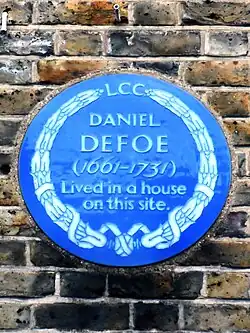 LCC
DANIEL
DEFOE
(1661-1731)
Lived in a house
on this site.